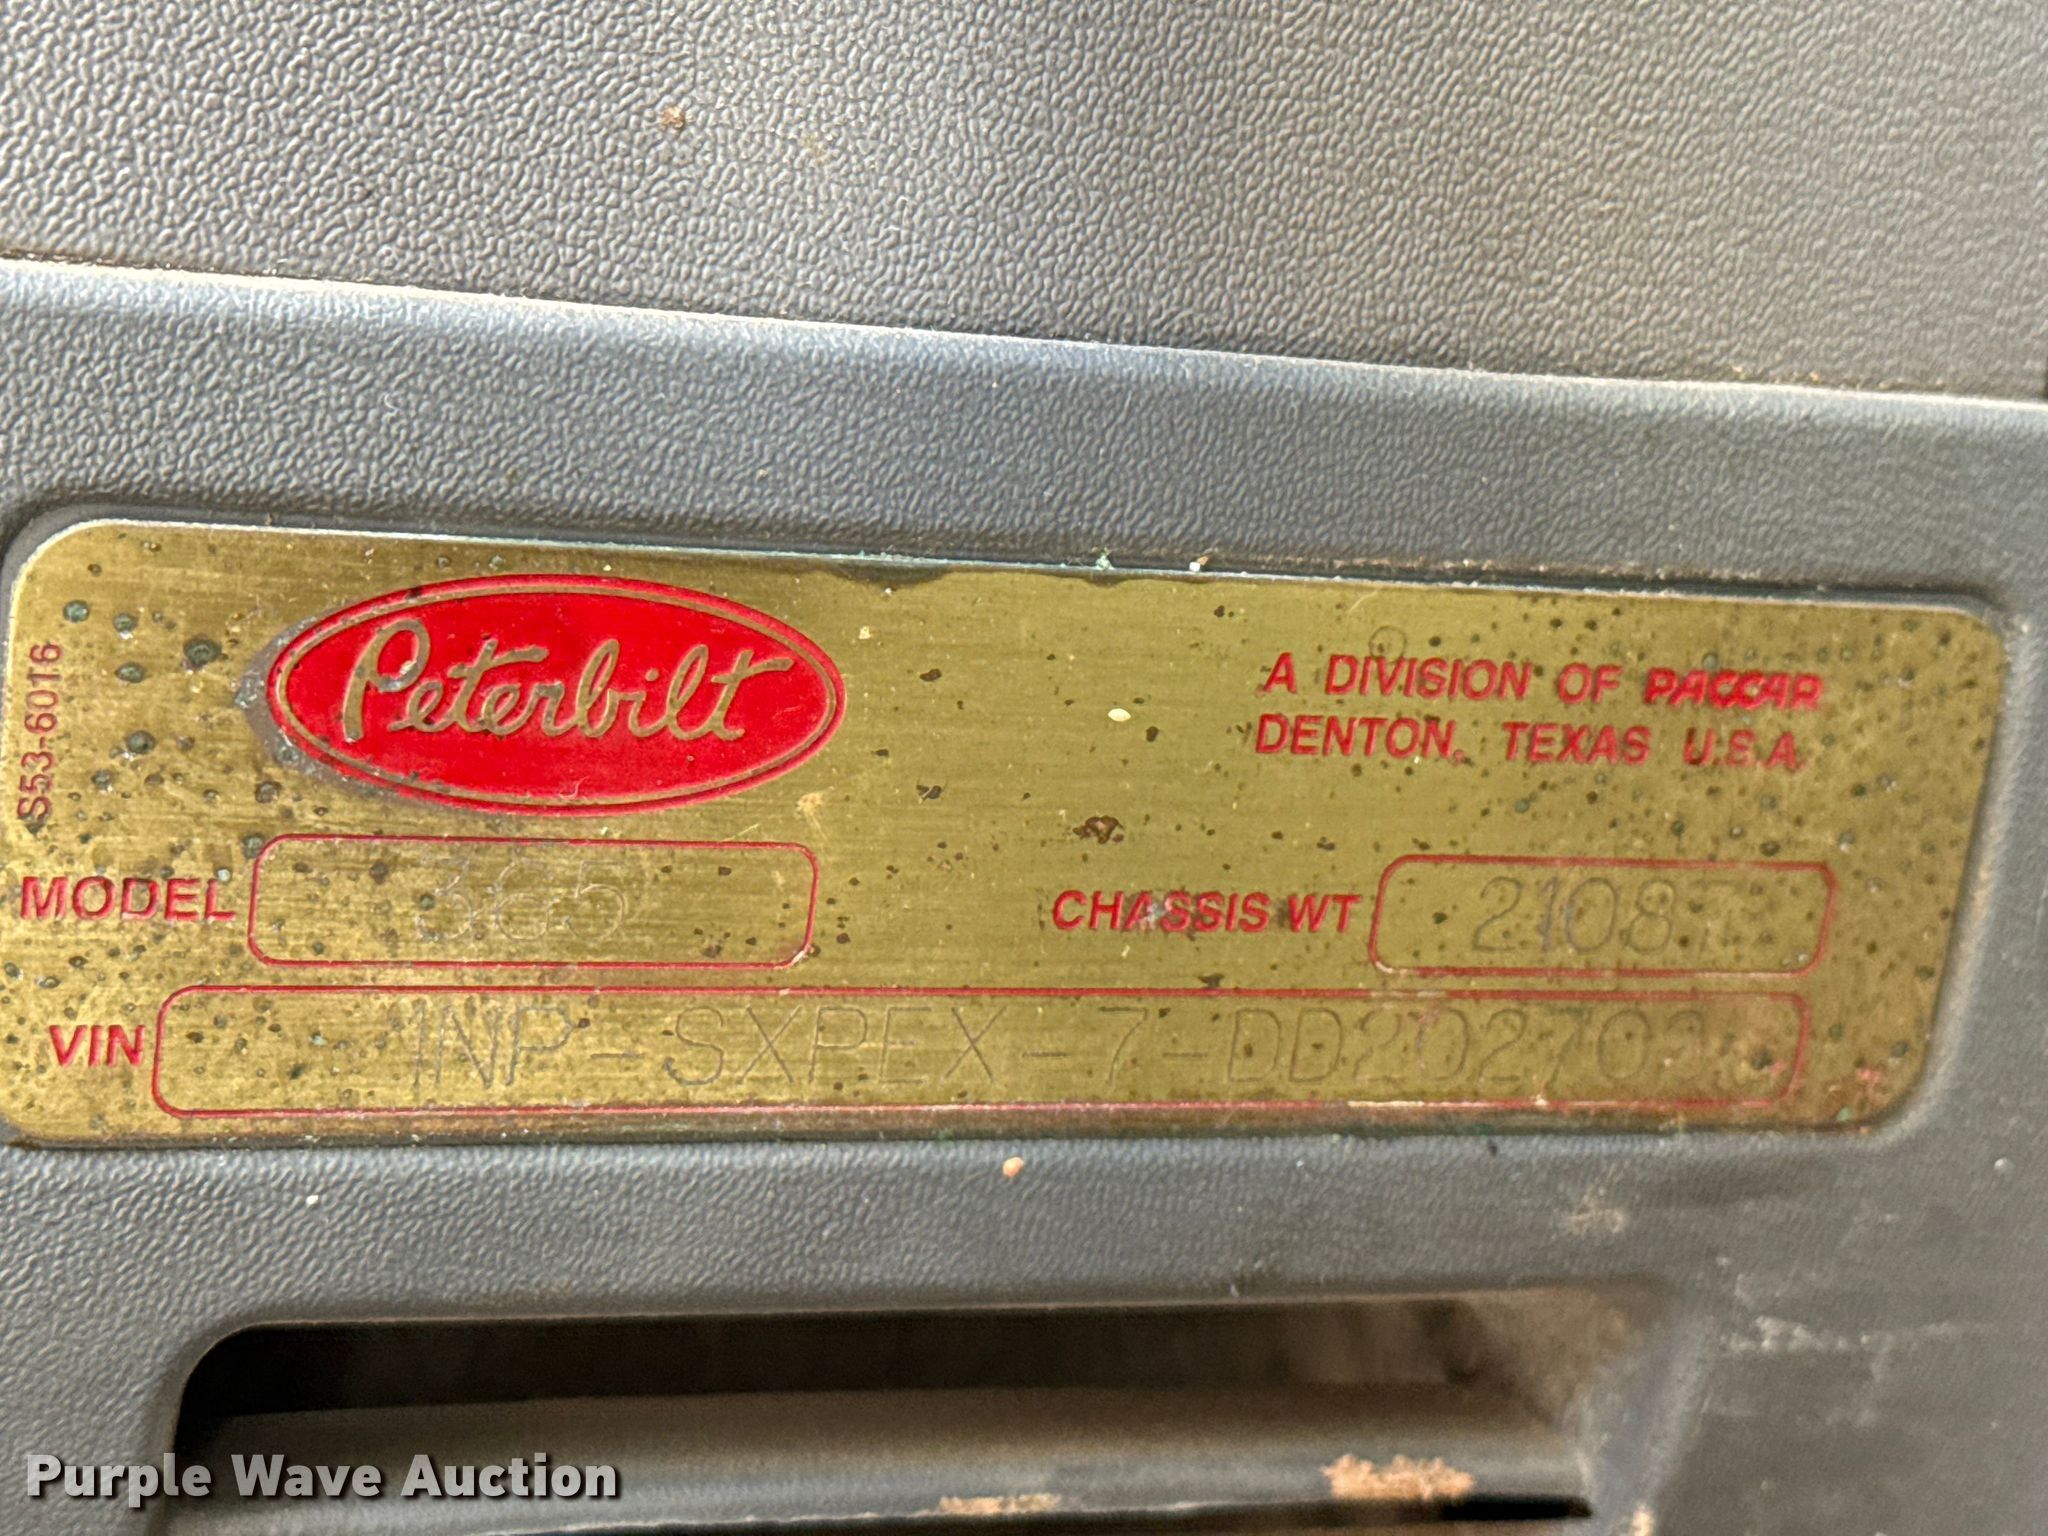 S53-6016
Peterbilt
A DIVISION OF PACCAR
DENTON, TEXAS U.S.A.
MODEL 365
CHASSIS WT 21087
VIN 1NP-SXPEX-7-DD202703
Purple Wave Auction